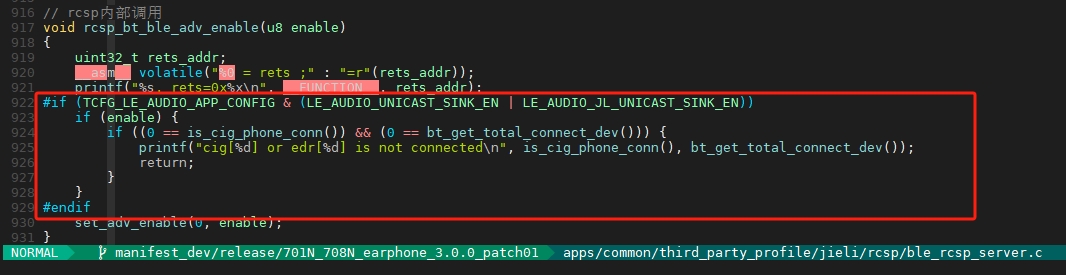 916 // rcsp内部调用
917 void rcsp_bt_ble_adv_enable(u8 enable)
918 {
919     uint32_t rets_addr;
920     __asm__ volatile("%0 = rets ;" : "=r"(rets_addr));
921     printf("%s, rets=0x%x\n", __FUNCTION__, rets_addr);
922 #if (TCFG_LE_AUDIO_APP_CONFIG & (LE_AUDIO_UNICAST_SINK_EN | LE_AUDIO_JL_UNICAST_SINK_EN))
923     if (enable) {
924         if ((0 == is_cig_phone_conn()) && (0 == bt_get_total_connect_dev())) {
925             printf("cig[%d] or edr[%d] is not connected\n", is_cig_phone_conn(), bt_get_total_connect_dev());
926             return;
927         }
928     }
929 #endif
930     set_adv_enable(0, enable);
931 }
NORMAL manifest_dev/release/701N_708N_earphone_3.0.0_patch01 apps/common/third_party_profile/jieli/rcsp/ble_rcsp_server.c